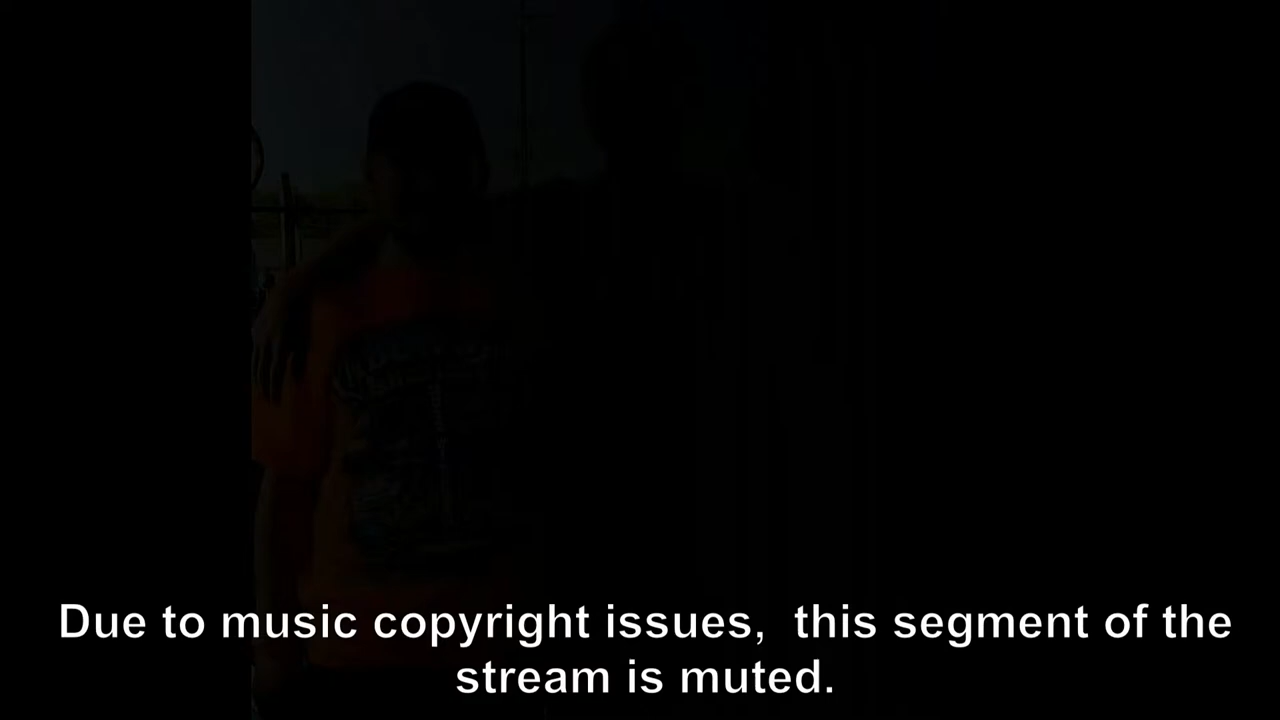 Due to music copyright issues,  this segment of the
stream is muted.